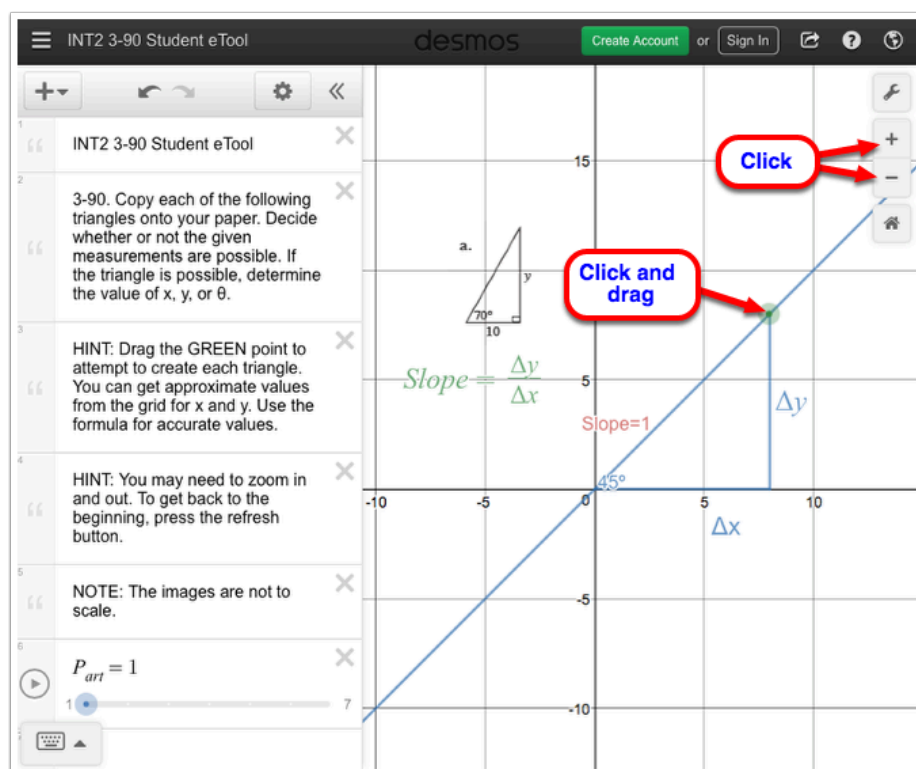 INT2 3-90 Student eTool
desmos
Create Account
or
Sign In
1
INT2 3-90 Student eTool
2
3-90. Copy each of the following
triangles onto your paper. Decide
whether or not the given
measurements are possible. If
the triangle is possible, determine
the value of x, y, or θ.
3
HINT: Drag the GREEN point to
attempt to create each triangle.
You can get approximate values
from the grid for x and y. Use the
formula for accurate values.
4
HINT: You may need to zoom in
and out. To get back to the
beginning, press the refresh
button.
5
NOTE: The images are not to
scale.
6
P_art = 1
1
7
15
Click
a.
y
70°
10
Click and
drag
Slope = Δy/Δx
5
Slope=1
Δy
45°
-10
-5
0
5
10
Δx
-5
-10